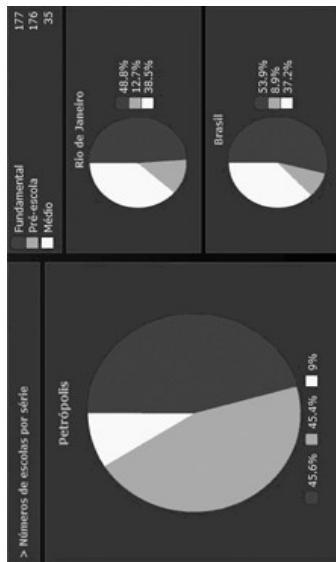 > Números de escolas por série
Petrópolis
45.6% 45.4% 9%
Fundamental 177
Pré-escola 176
Médio 35
Rio de Janeiro
48.8%
12.7%
38.5%
Brasil
53.9%
8.9%
37.2%